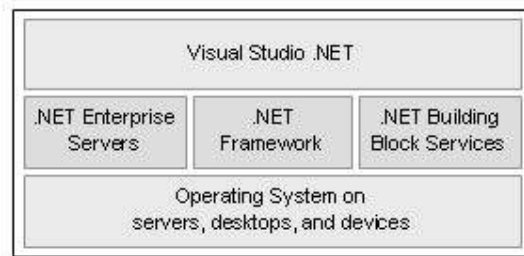 Visual Studio .NET
.NET Enterprise
Servers
.NET
Framework
.NET Building
Block Services
Operating System on
servers, desktops, and devices